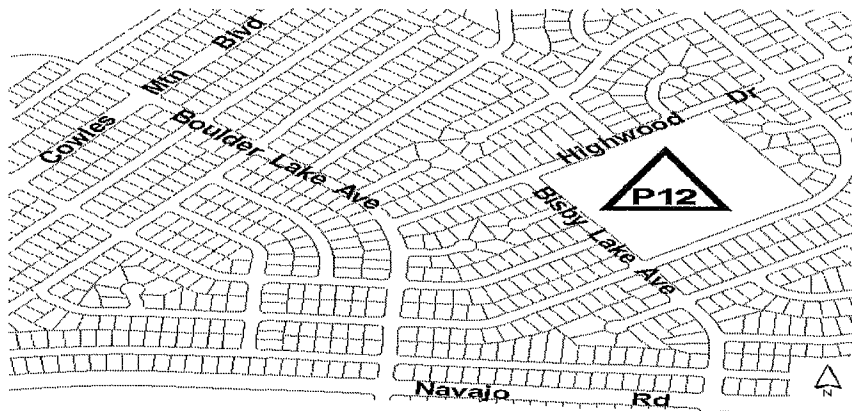 Cowles Mtn Blvd
Boulder Lake Ave
Highwood Dr
P12
Bisby Lake Ave
Navajo Rd
N